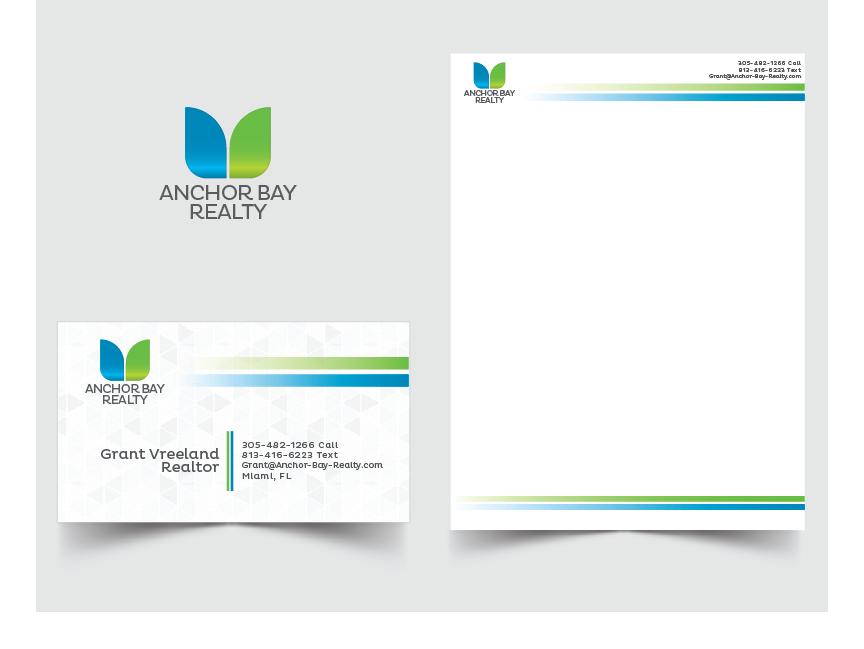 ANCHOR BAY
REALTY
ANCHOR BAY
REALTY
305-482-1266 Call
813-416-6223 Text
Grant@Anchor-Bay-Realty.com
ANCHOR BAY
REALTY
Grant Vreeland
Realtor
305-482-1266 Call
813-416-6223 Text
Grant@Anchor-Bay-Realty.com
Miami, FL